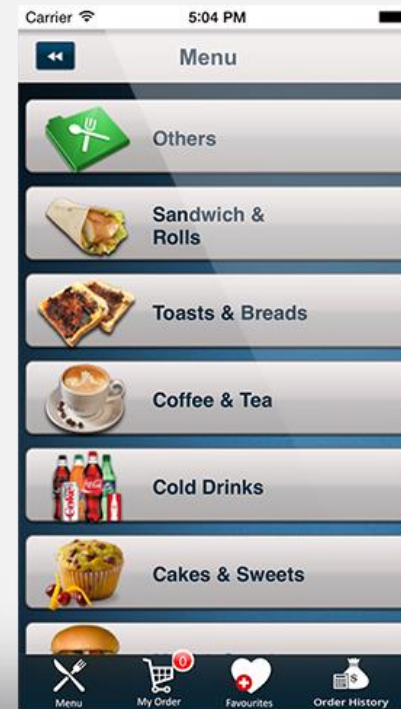 Carrier 5:04 PM
Menu
Others
Sandwich &
Rolls
Toasts & Breads
Coffee & Tea
Cold Drinks
Cakes & Sweets
0
Menu My Order Favourites Order History